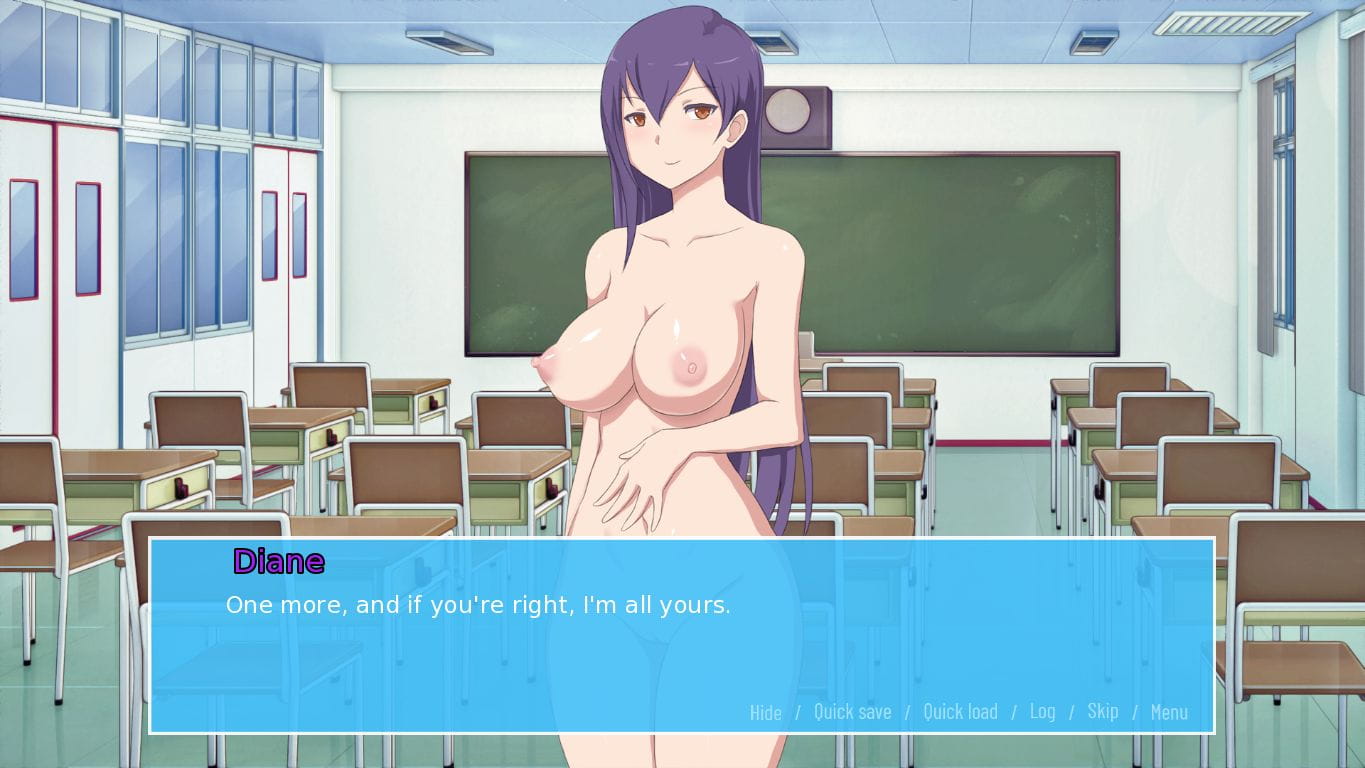 Diane
One more, and if you're right, I'm all yours.
Hide / Quick save / Quick load / Log / Skip / Menu